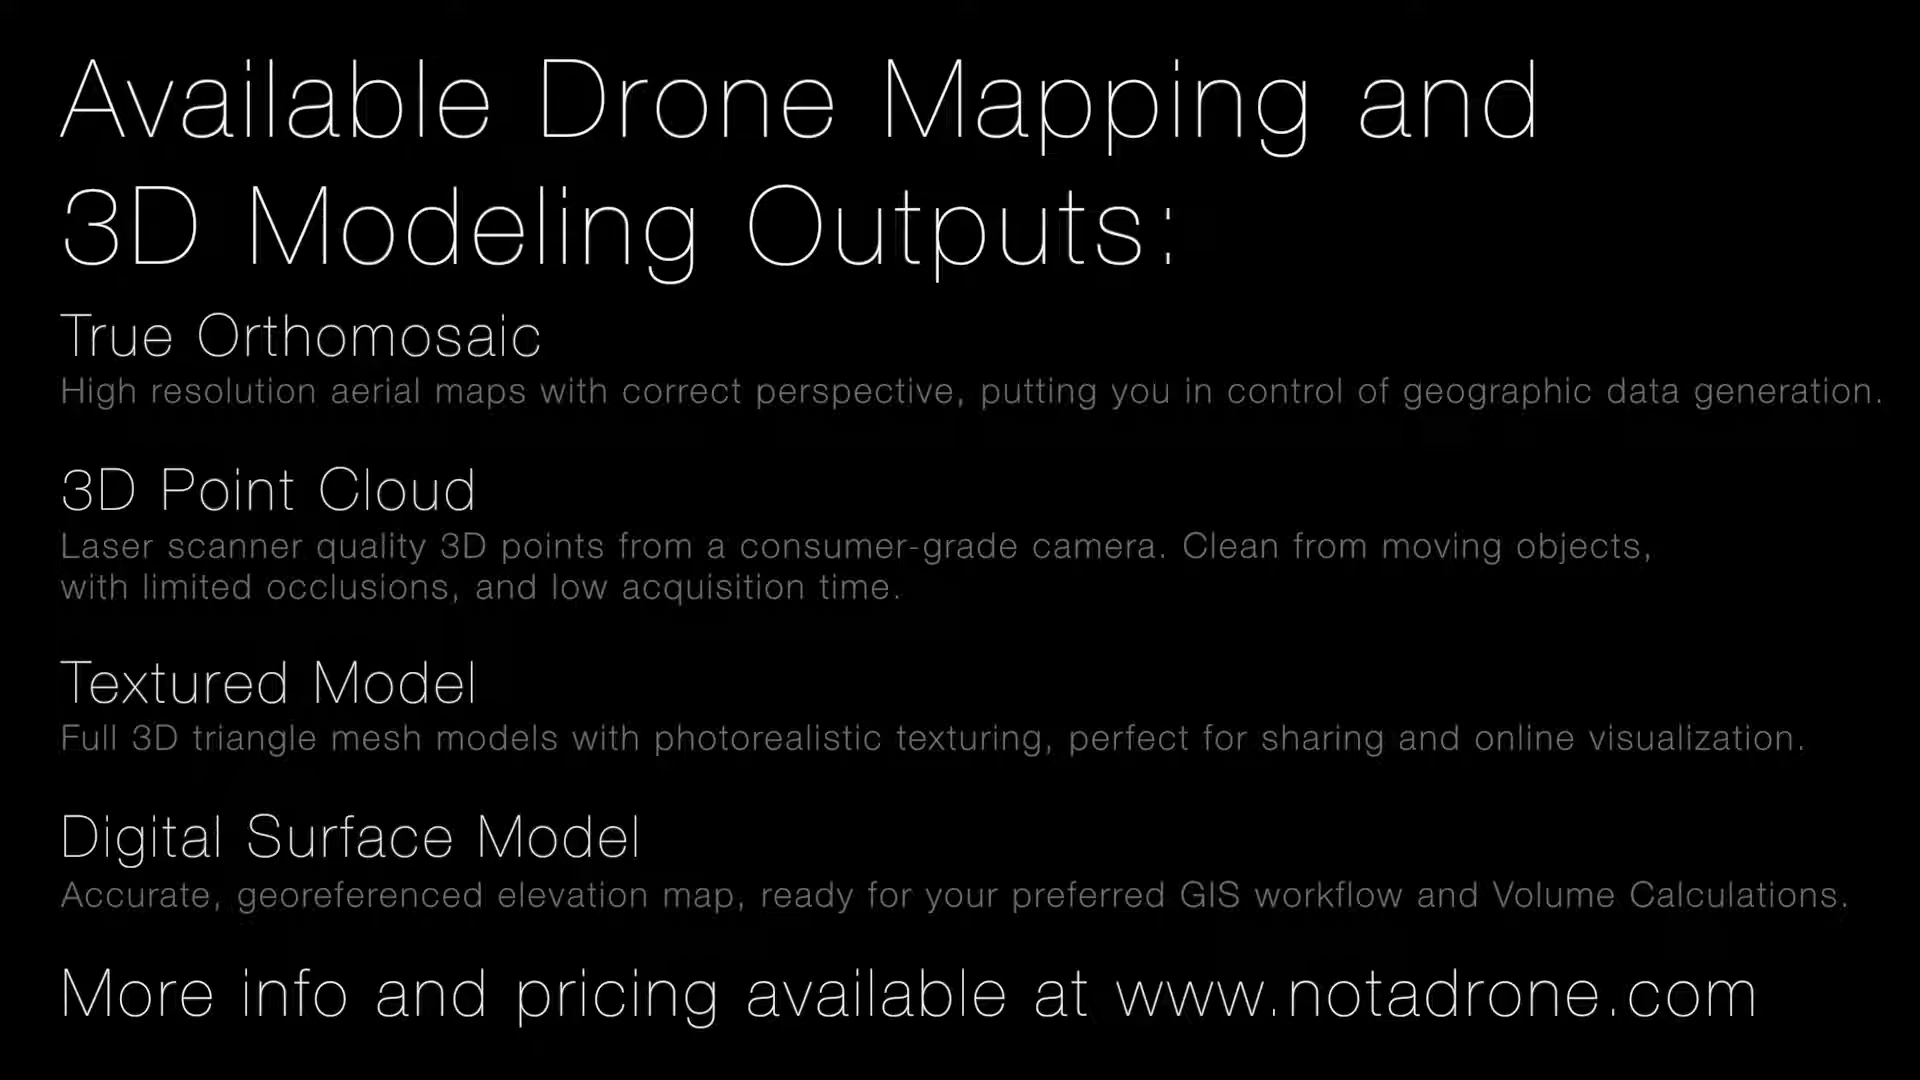 Available Drone Mapping and
3D Modeling Outputs:
True Orthomosaic
High resolution aerial maps with correct perspective, putting you in control of geographic data generation.
3D Point Cloud
Laser scanner quality 3D points from a consumer-grade camera. Clean from moving objects,
with limited occlusions, and low acquisition time.
Textured Model
Full 3D triangle mesh models with photorealistic texturing, perfect for sharing and online visualization.
Digital Surface Model
Accurate, georeferenced elevation map, ready for your preferred GIS workflow and Volume Calculations.
More info and pricing available at www.notadrone.com